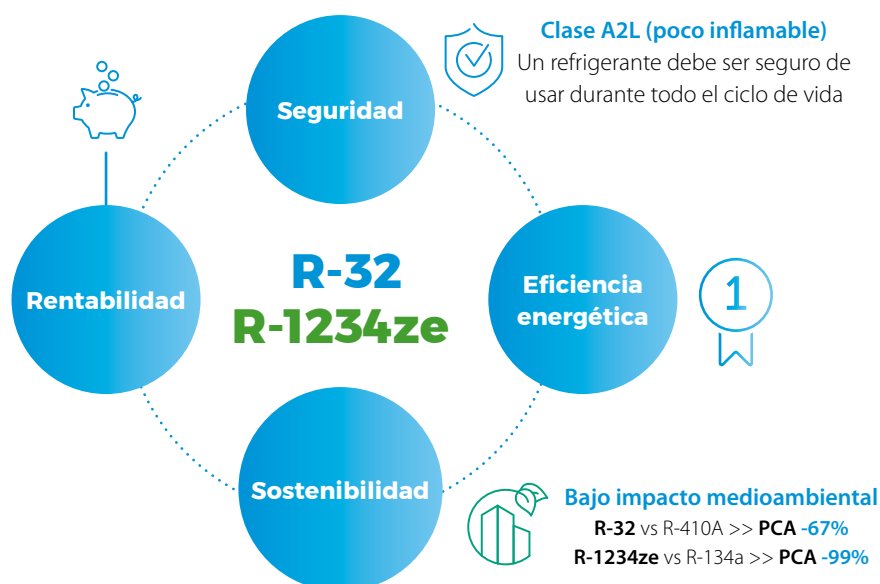 Clase A2L (poco inflamable)
Un refrigerante debe ser seguro de
usar durante todo el ciclo de vida
Seguridad
Rentabilidad
R-32
R-1234ze
Eficiencia
energética
1
Sostenibilidad
Bajo impacto medioambiental
R-32 vs R-410A >> PCA -67%
R-1234ze vs R-134a >> PCA -99%